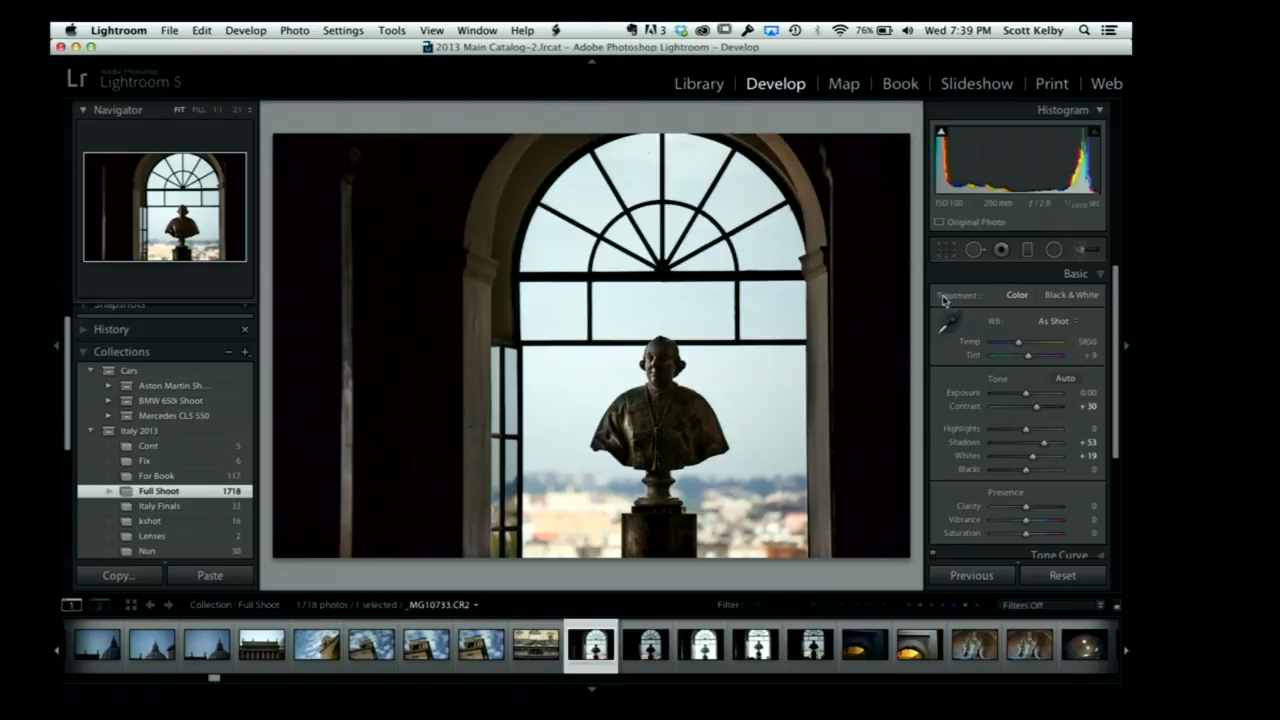 Lightroom File Edit Develop Photo Settings Tools View Window Help 3 76% Wed 7:39 PM Scott Kelby
2013 Main Catalog-2.lrcat – Adobe Photoshop Lightroom – Develop
Lr Adobe Photoshop
Lightroom 5
Library | Develop | Map | Book | Slideshow | Print | Web
Navigator FIT FILL 1:1
Histogram
ISO 100 200 mm ƒ / 2.8
Original Photo
Basic
Treatment : Color Black & White
WB: As Shot
Temp 5850
Tint + 9
Tone Auto
Exposure 0.00
Contrast + 30
Highlights 0
Shadows + 53
Whites + 19
Blacks 0
Presence
Clarity 0
Vibrance 0
Saturation 0
Tone Curve
Previous Reset
Snapshots
History
Collections
Cars
Aston Martin Sh...
BMW 650i Shoot
Mercedes CLS 550
Italy 2013
Cont 5
Fix 6
For Book 117
Full Shoot 1718
Italy Finals 33
kshot 16
Lenses 2
Nun 30
Copy... Paste
1 2 Collection : Full Shoot 1718 photos / 1 selected / _MG10733.CR2 Filter : Filters Off